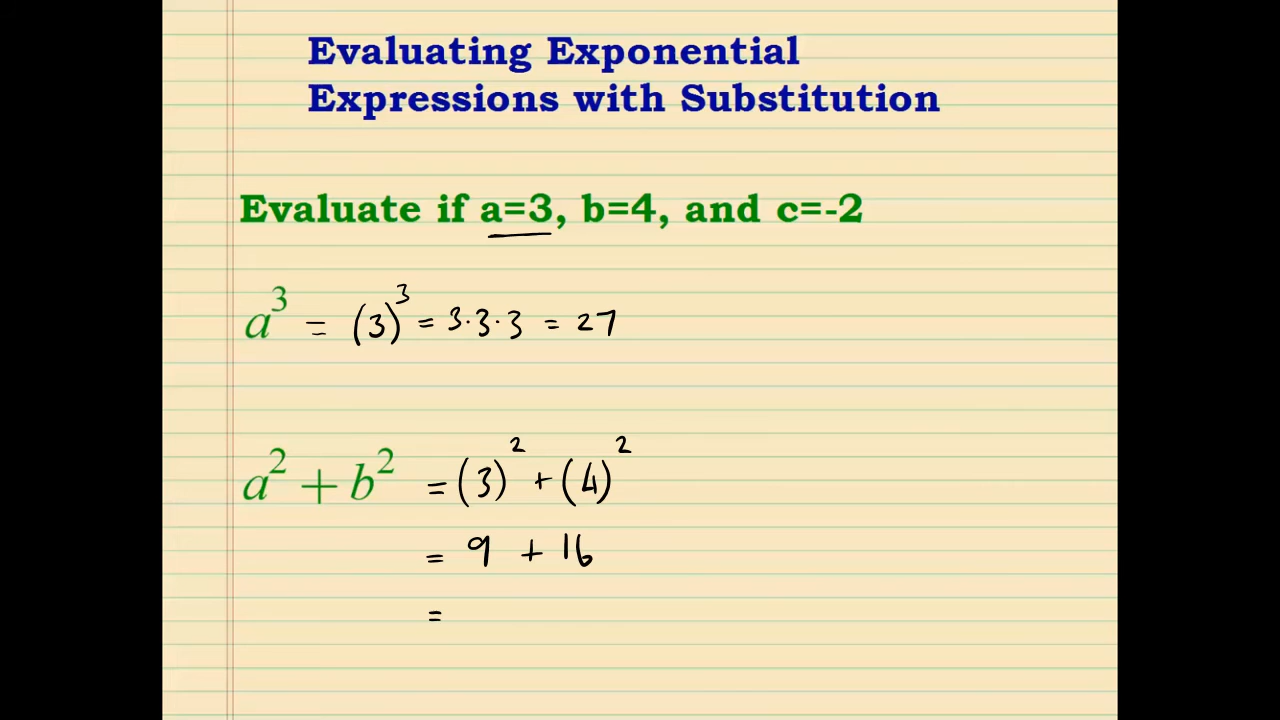 Evaluating Exponential
Expressions with Substitution
Evaluate if a=3, b=4, and c=-2
a³ = (3)³ = 3·3·3 = 27
a² + b² = (3)² + (4)²
= 9 + 16
=